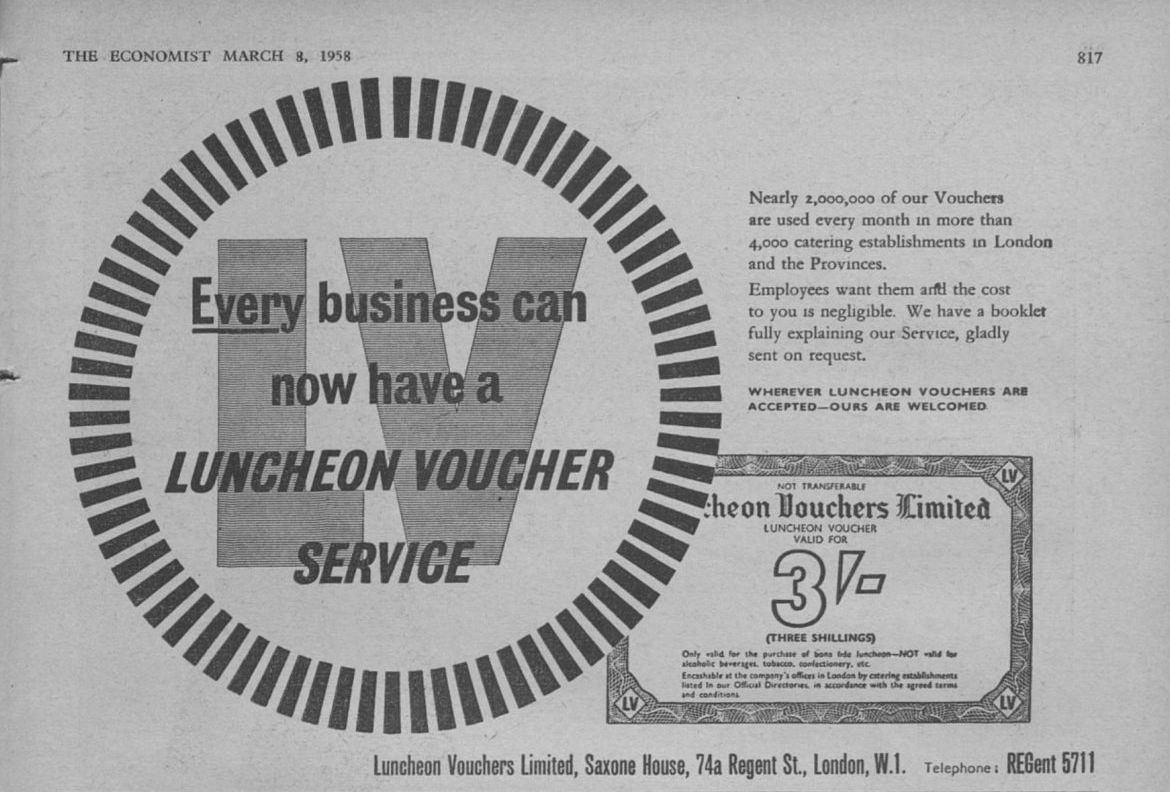 THE ECONOMIST MARCH 8, 1958
817
LV
Every business can
now have a
LUNCHEON VOUCHER
SERVICE
Nearly 2,000,000 of our Vouchers
are used every month in more than
4,000 catering establishments in London
and the Provinces.
Employees want them and the cost
to you is negligible. We have a booklet
fully explaining our Service, gladly
sent on request.
WHEREVER LUNCHEON VOUCHERS ARE
ACCEPTED—OURS ARE WELCOMED
LV
NOT TRANSFERABLE
cheon Vouchers Limited
LUNCHEON VOUCHER
VALID FOR
3/-
(THREE SHILLINGS)
Only valid for the purchase of bona fide luncheon—NOT valid for
alcoholic beverages, tobacco, confectionery, etc.
Encashable at the company's offices in London by catering establishments
listed in our Official Directories, in accordance with the agreed terms
and conditions.
LV
LV
Luncheon Vouchers Limited, Saxone House, 74a Regent St., London, W.1. Telephone: REGent 5711